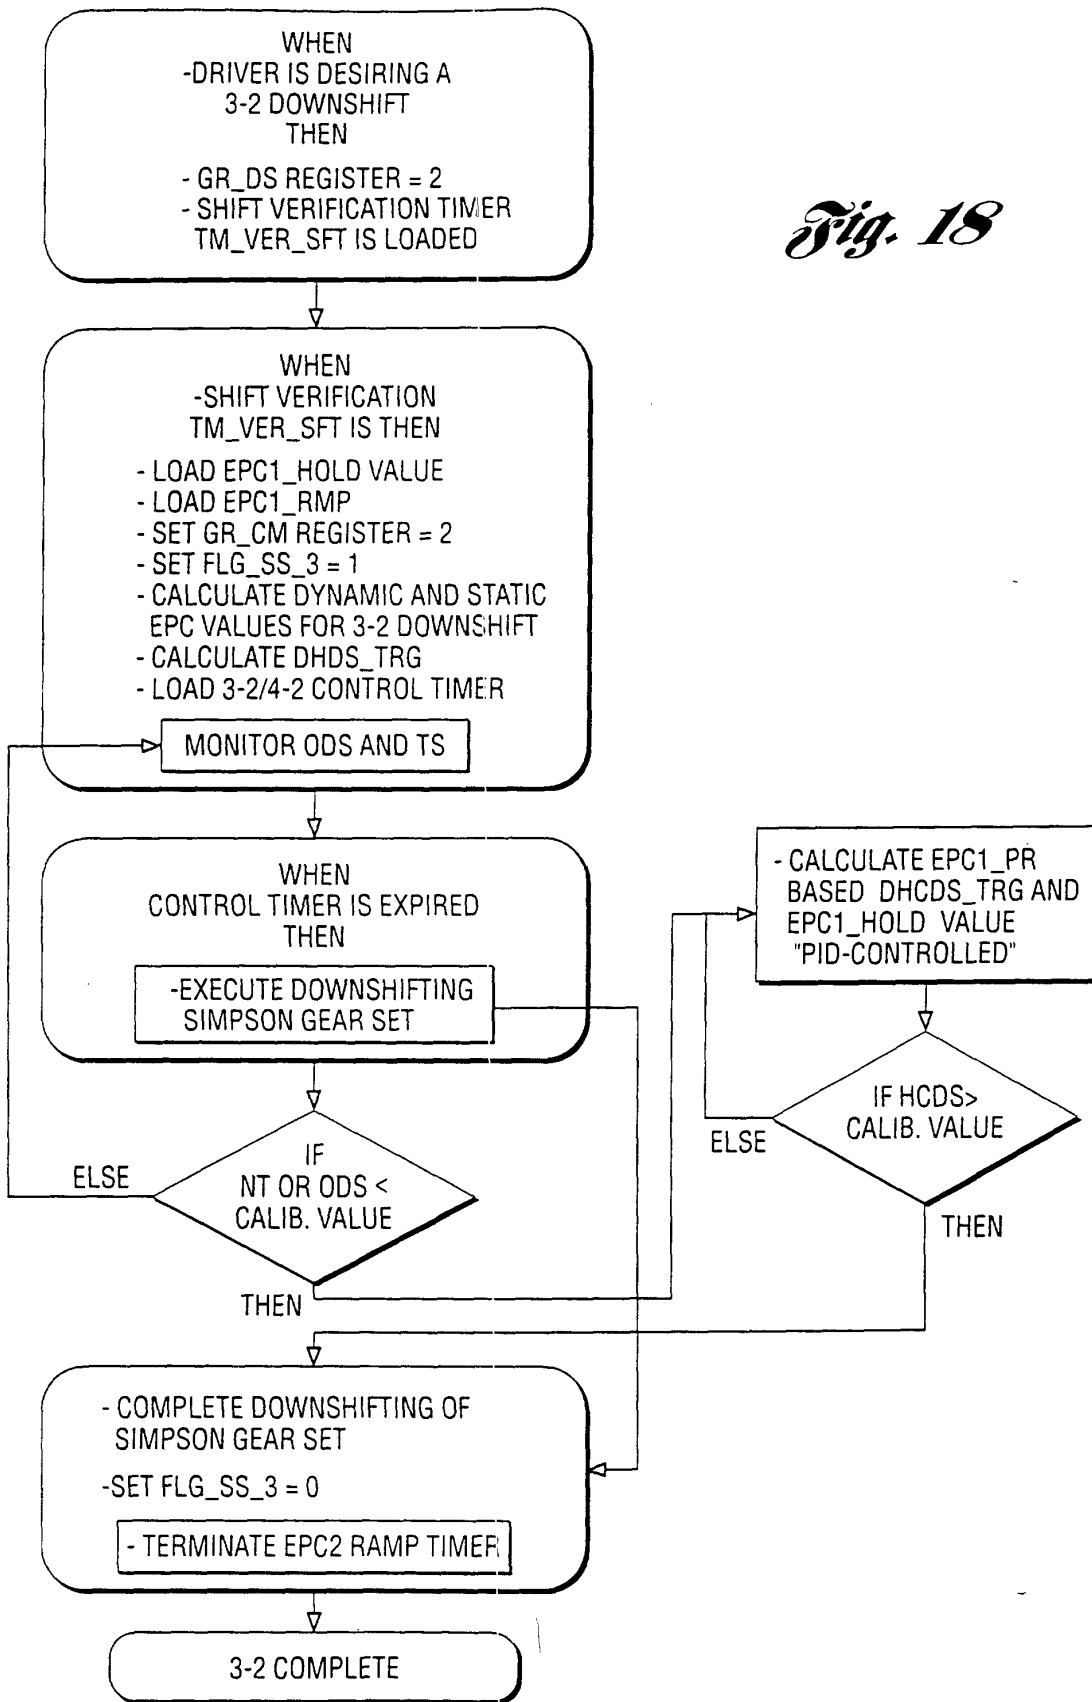 WHEN
-DRIVER IS DESIRING A
3-2 DOWNSHIFT
THEN
- GR_DS REGISTER = 2
- SHIFT VERIFICATION TIMER
TM_VER_SFT IS LOADED
Fig. 18
WHEN
-SHIFT VERIFICATION
TM_VER_SFT IS THEN
- LOAD EPC1_HOLD VALUE
- LOAD EPC1_RMP
- SET GR_CM REGISTER = 2
- SET FLG_SS_3 = 1
- CALCULATE DYNAMIC AND STATIC
EPC VALUES FOR 3-2 DOWNSHIFT
- CALCULATE DHDS_TRG
- LOAD 3-2/4-2 CONTROL TIMER
MONITOR ODS AND TS
WHEN
CONTROL TIMER IS EXPIRED
THEN
-EXECUTE DOWNSHIFTING
SIMPSON GEAR SET
IF
NT OR ODS <
CALIB. VALUE
ELSE
THEN
- CALCULATE EPC1_PR
BASED DHCDS_TRG AND
EPC1_HOLD VALUE
"PID-CONTROLLED"
IF HCDS>
CALIB. VALUE
ELSE
THEN
- COMPLETE DOWNSHIFTING OF
SIMPSON GEAR SET
-SET FLG_SS_3 = 0
- TERMINATE EPC2 RAMP TIMER
3-2 COMPLETE